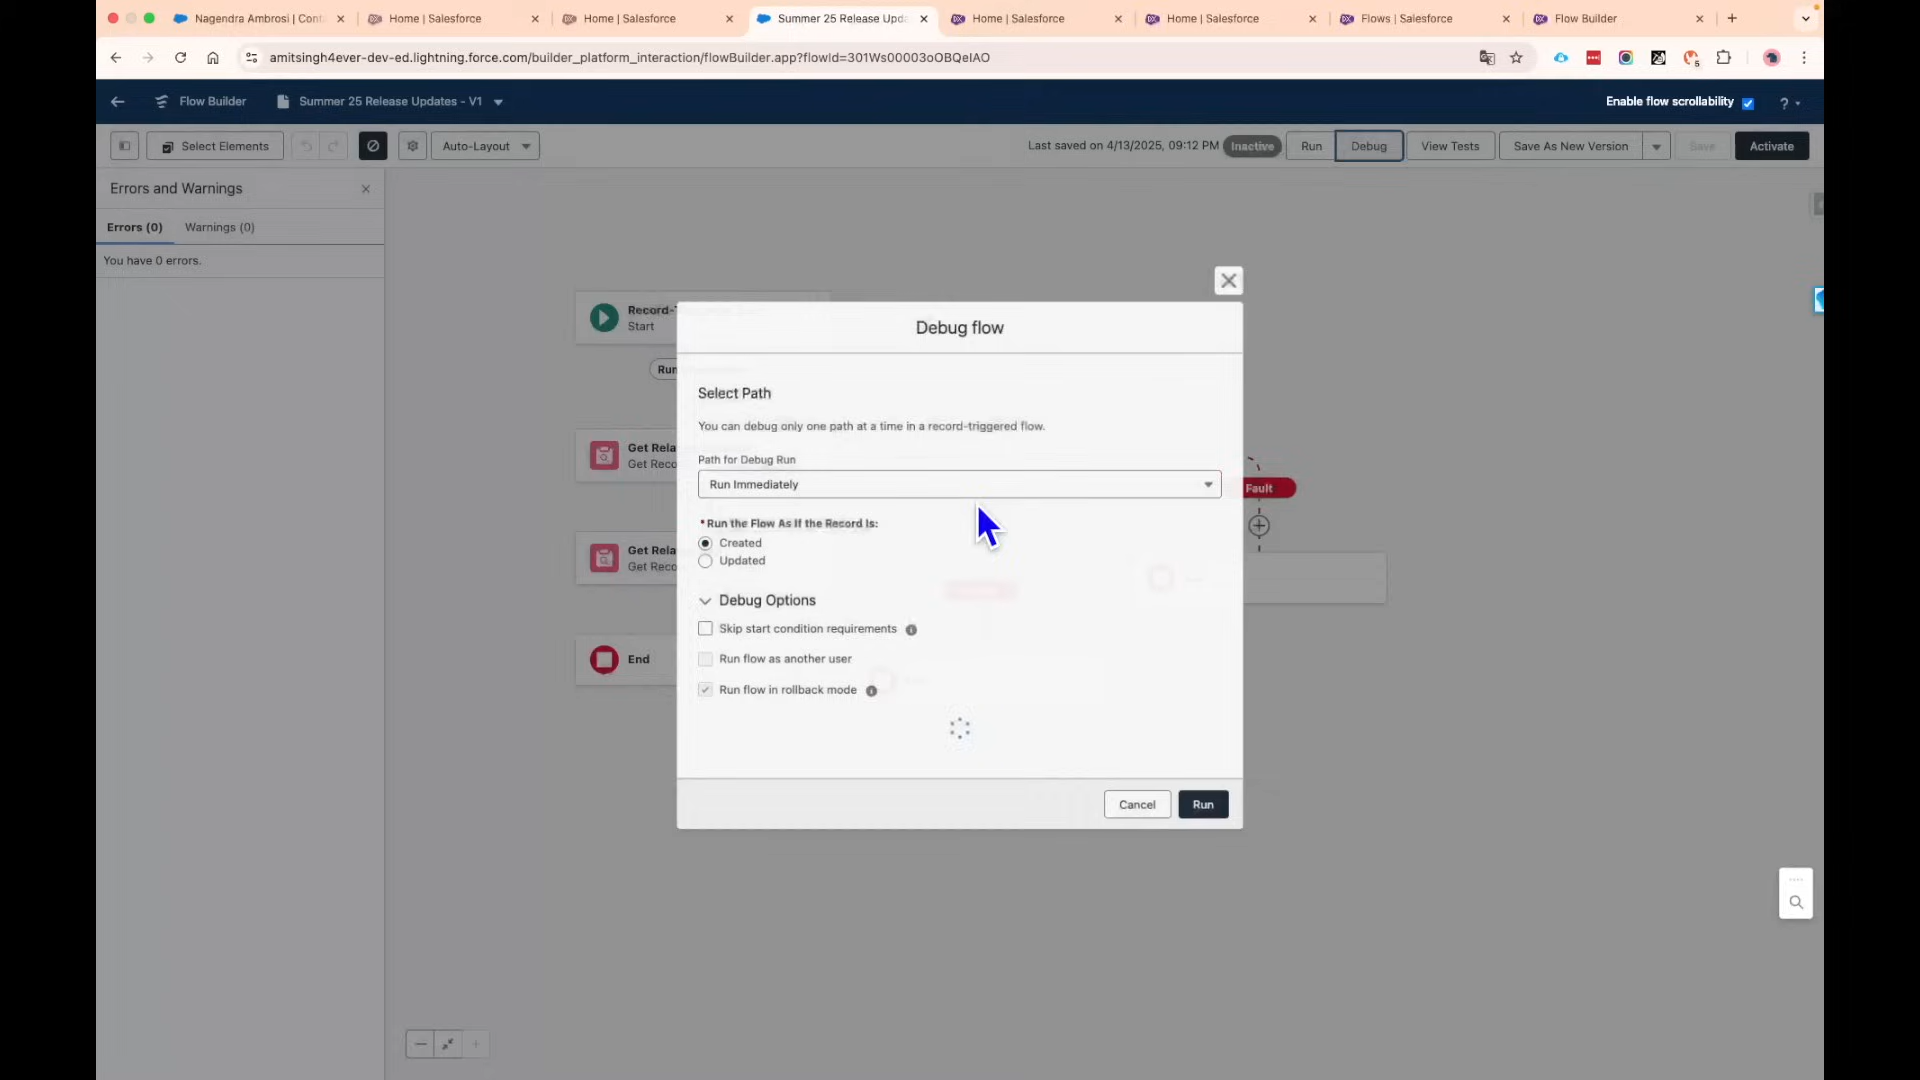 Nagendra Ambrosi | Cont
Home | Salesforce
Home | Salesforce
Summer 25 Release Upda
Home | Salesforce
Home | Salesforce
Flows | Salesforce
Flow Builder
amitsingh4ever-dev-ed.lightning.force.com/builder_platform_interaction/flowBuilder.app?flowId=301Ws00003oOBQeIAO
5
Flow Builder
Summer 25 Release Updates - V1
Enable flow scrollability
?
Select Elements
Auto-Layout
Last saved on 4/13/2025, 09:12 PM
Inactive
Run
Debug
View Tests
Save As New Version
Save
Activate
Errors and Warnings
Errors (0)
Warnings (0)
You have 0 errors.
Record-
Start
Run
Get Rela
Get Reco
Get Rela
Get Reco
End
Fault
Debug flow
Select Path
You can debug only one path at a time in a record-triggered flow.
Path for Debug Run
Run Immediately
*Run the Flow As If the Record Is:
Created
Updated
Debug Options
Skip start condition requirements
Run flow as another user
Run flow in rollback mode
Cancel
Run